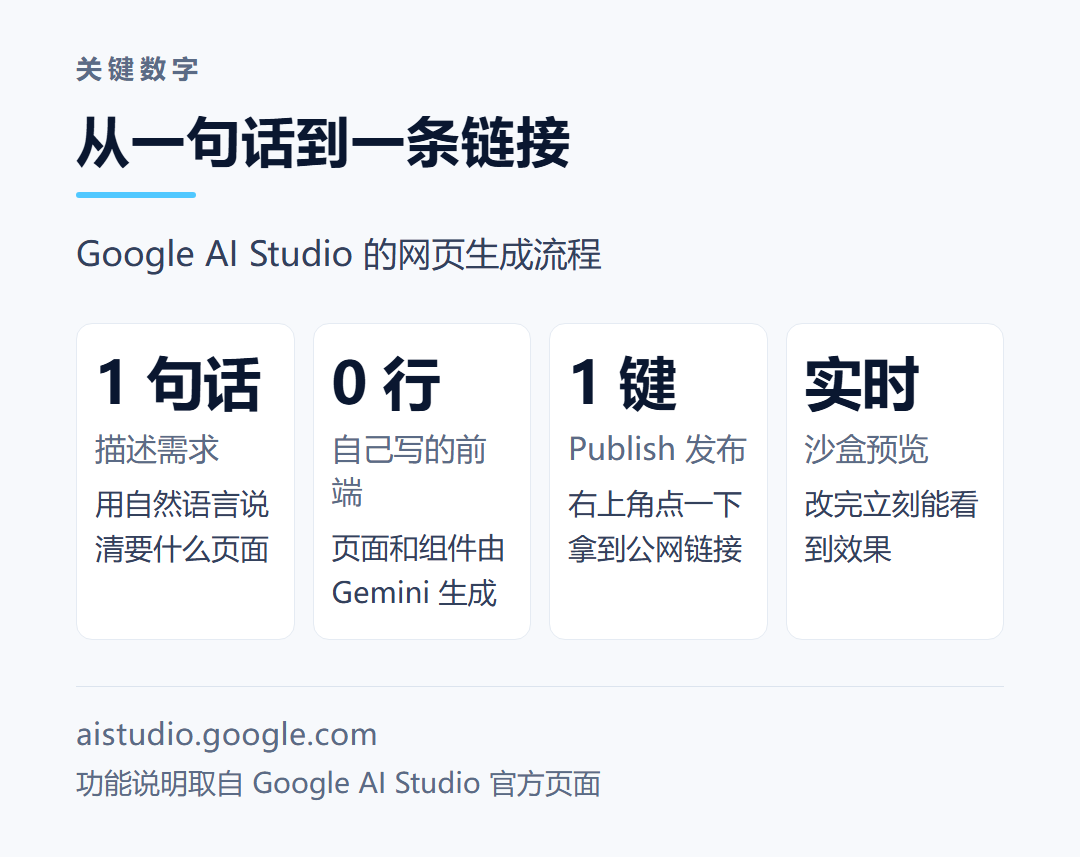 关键数字
从一句话到一条链接
Google AI Studio 的网页生成流程
1 句话
描述需求
用自然语言说
清要什么页面
0 行
自己写的前
端
页面和组件由
Gemini 生成
1 键
Publish 发布
右上角点一下
拿到公网链接
实时
沙盒预览
改完立刻能看
到效果
aistudio.google.com
功能说明取自 Google AI Studio 官方页面